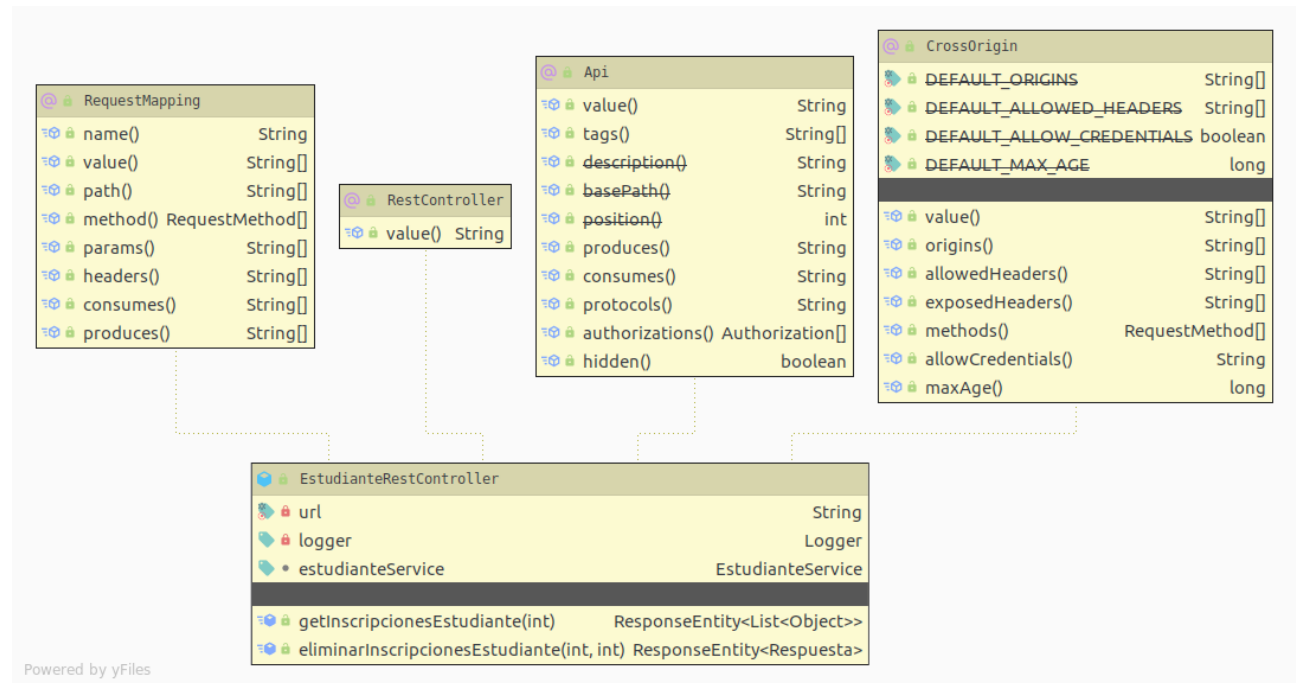 RequestMapping
name() String
value() String[]
path() String[]
method() RequestMethod[]
params() String[]
headers() String[]
consumes() String[]
produces() String[]
RestController
value() String
Api
value() String
tags() String[]
description() String
basePath() String
position() int
produces() String
consumes() String
protocols() String
authorizations() Authorization[]
hidden() boolean
CrossOrigin
DEFAULT_ORIGINS String[]
DEFAULT_ALLOWED_HEADERS String[]
DEFAULT_ALLOW_CREDENTIALS boolean
DEFAULT_MAX_AGE long
value() String[]
origins() String[]
allowedHeaders() String[]
exposedHeaders() String[]
methods() RequestMethod[]
allowCredentials() String
maxAge() long
EstudianteRestController
url String
logger Logger
estudianteService EstudianteService
getInscripcionesEstudiante(int) ResponseEntity<List<Object>>
eliminarInscripcionesEstudiante(int, int) ResponseEntity<Respuesta>
Powered by yFiles